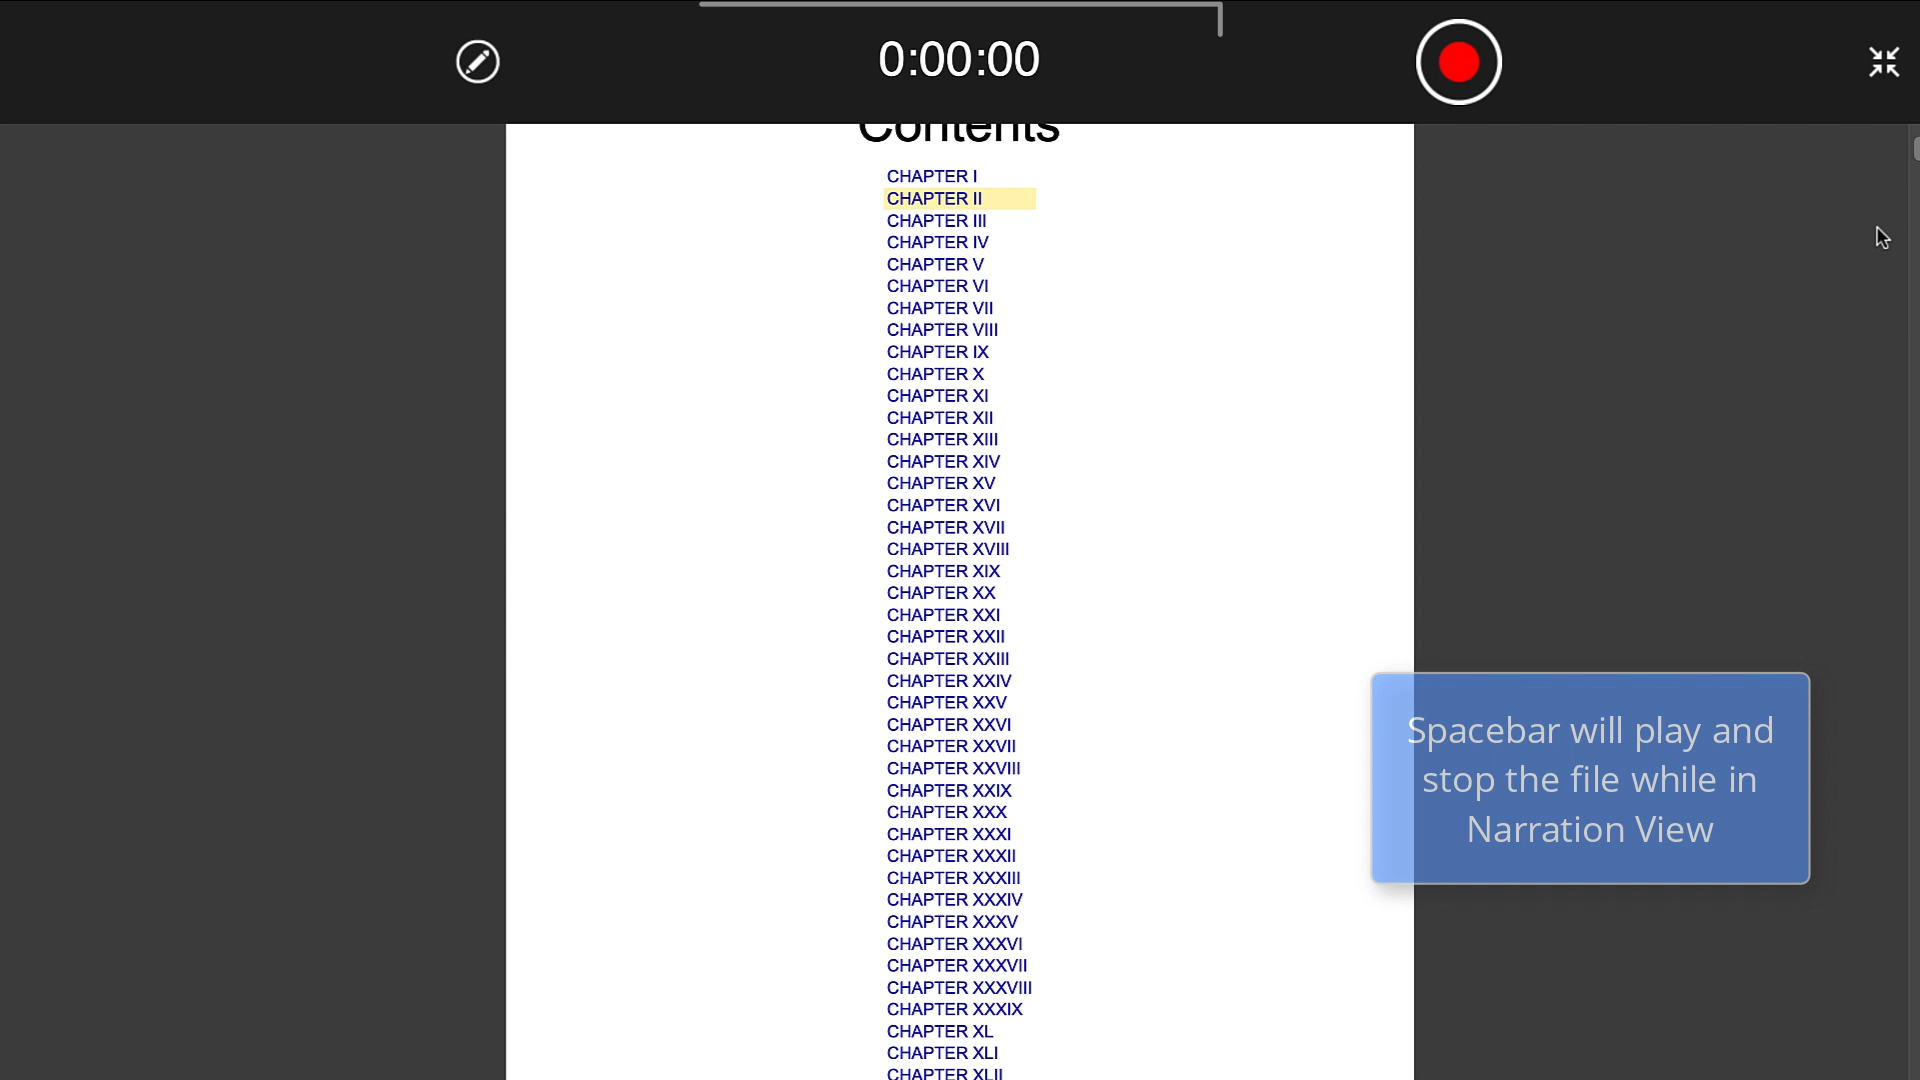 0:00:00
Contents
CHAPTER I
CHAPTER II
CHAPTER III
CHAPTER IV
CHAPTER V
CHAPTER VI
CHAPTER VII
CHAPTER VIII
CHAPTER IX
CHAPTER X
CHAPTER XI
CHAPTER XII
CHAPTER XIII
CHAPTER XIV
CHAPTER XV
CHAPTER XVI
CHAPTER XVII
CHAPTER XVIII
CHAPTER XIX
CHAPTER XX
CHAPTER XXI
CHAPTER XXII
CHAPTER XXIII
CHAPTER XXIV
CHAPTER XXV
CHAPTER XXVI
CHAPTER XXVII
CHAPTER XXVIII
CHAPTER XXIX
CHAPTER XXX
CHAPTER XXXI
CHAPTER XXXII
CHAPTER XXXIII
CHAPTER XXXIV
CHAPTER XXXV
CHAPTER XXXVI
CHAPTER XXXVII
CHAPTER XXXVIII
CHAPTER XXXIX
CHAPTER XL
CHAPTER XLI
CHAPTER XLII
Spacebar will play and
stop the file while in
Narration View